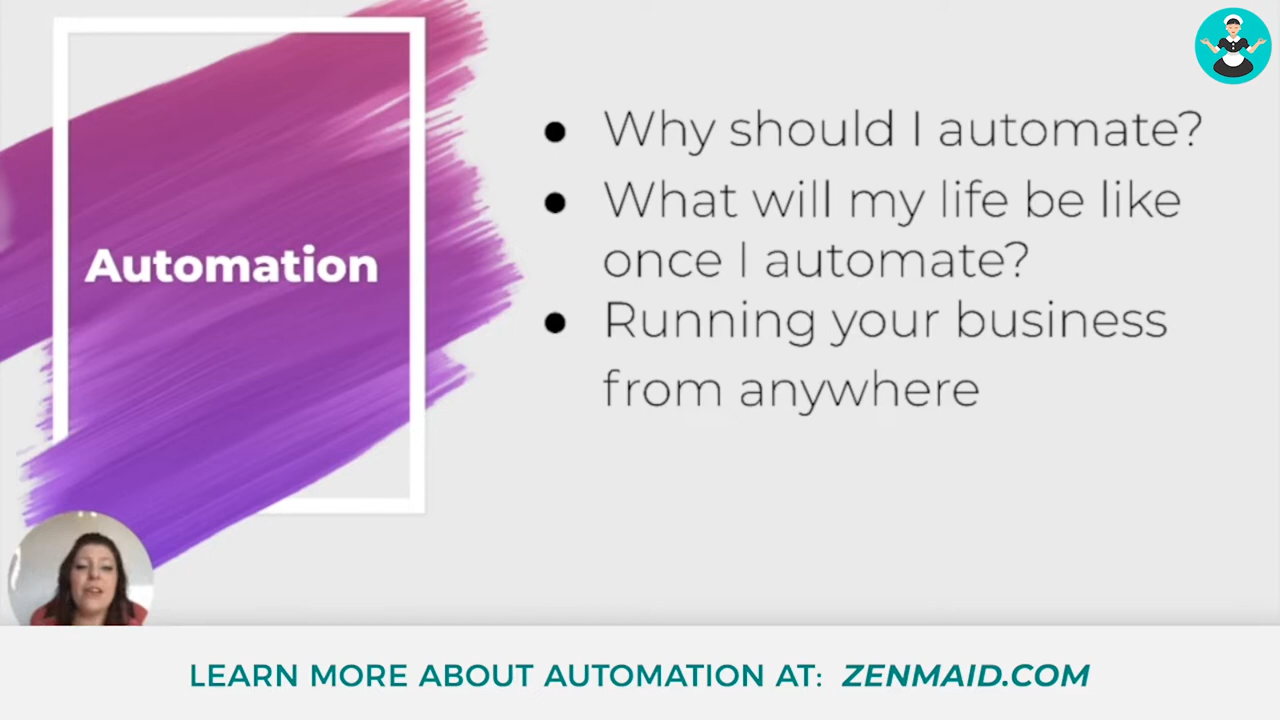 Automation
● Why should I automate?
● What will my life be like
once I automate?
● Running your business
from anywhere
LEARN MORE ABOUT AUTOMATION AT: ZENMAID.COM